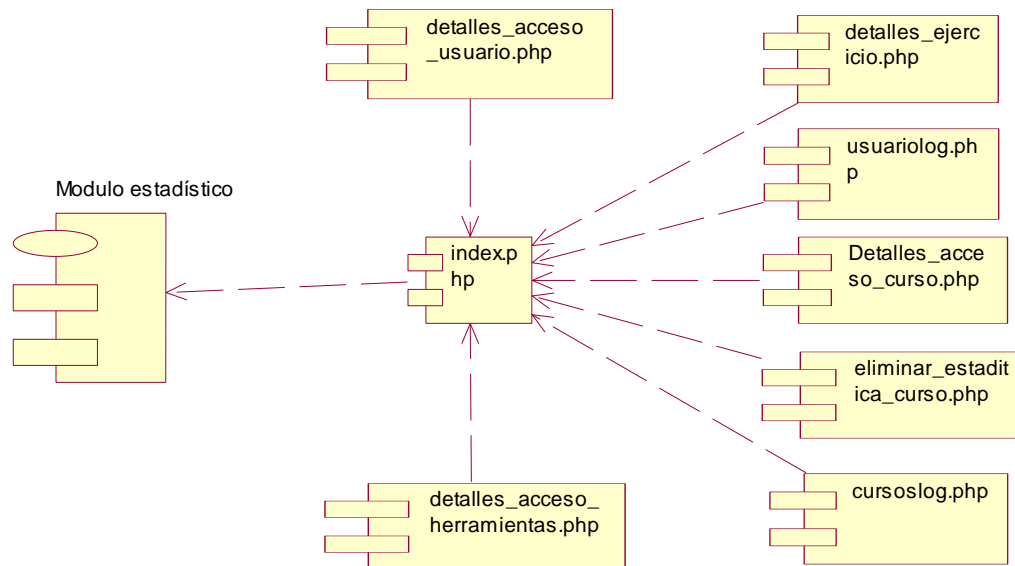 detalles_acceso
_usuario.php
detalles_ejerc
icio.php
usuariolog.ph
p
Modulo estadístico
index.p
hp
Detalles_acce
so_curso.php
eliminar_estadit
ica_curso.php
detalles_acceso_
herramientas.php
cursoslog.php